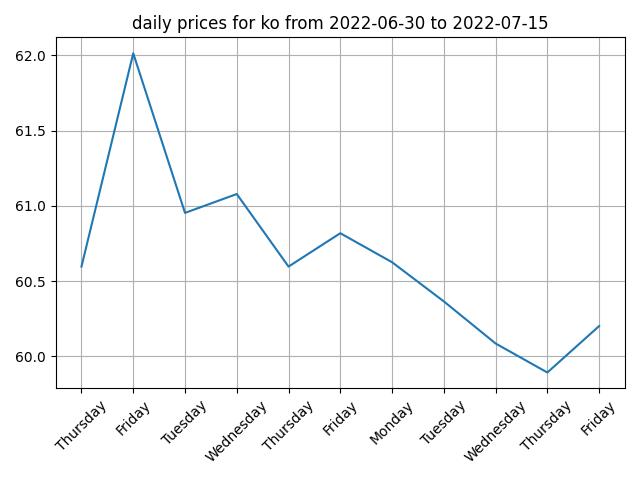 daily prices for ko from 2022-06-30 to 2022-07-15
62.0
61.5
61.0
60.5
60.0
Thursday
Friday
Tuesday
Wednesday
Thursday
Friday
Monday
Tuesday
Wednesday
Thursday
Friday